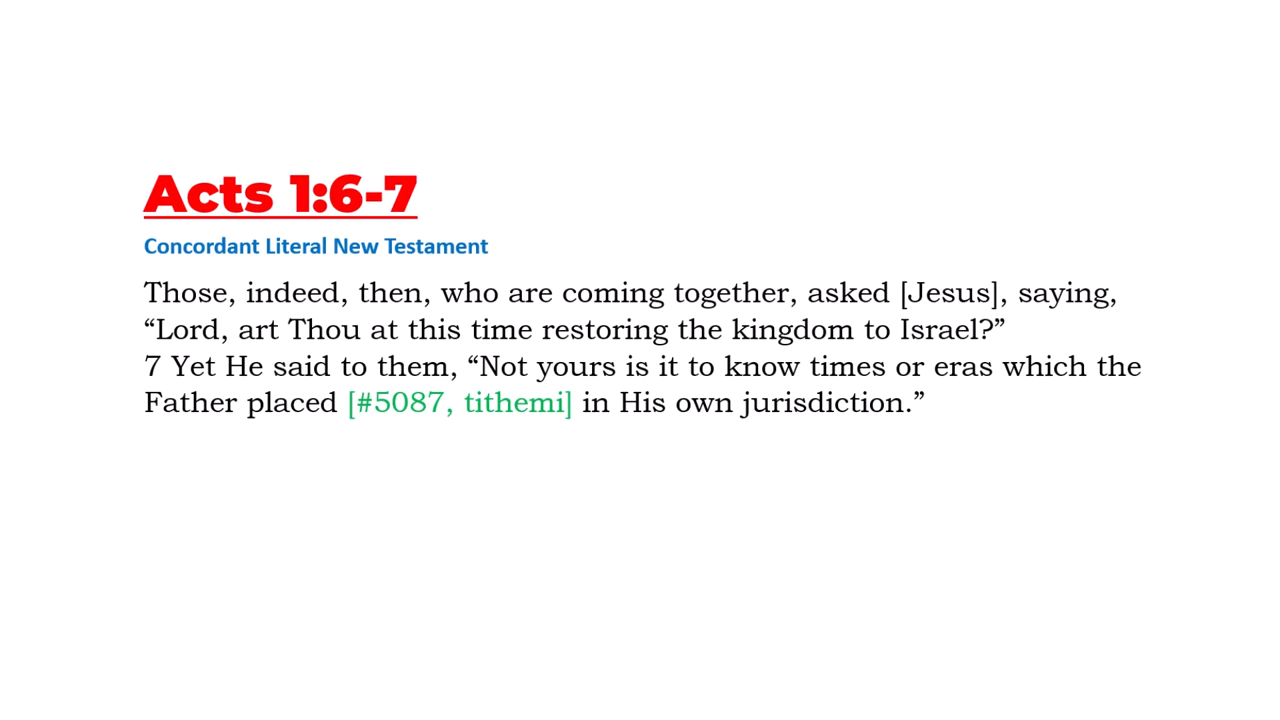 Acts 1:6-7
Concordant Literal New Testament
Those, indeed, then, who are coming together, asked [Jesus], saying,
“Lord, art Thou at this time restoring the kingdom to Israel?”
7 Yet He said to them, “Not yours is it to know times or eras which the
Father placed [#5087, tithemi] in His own jurisdiction.”